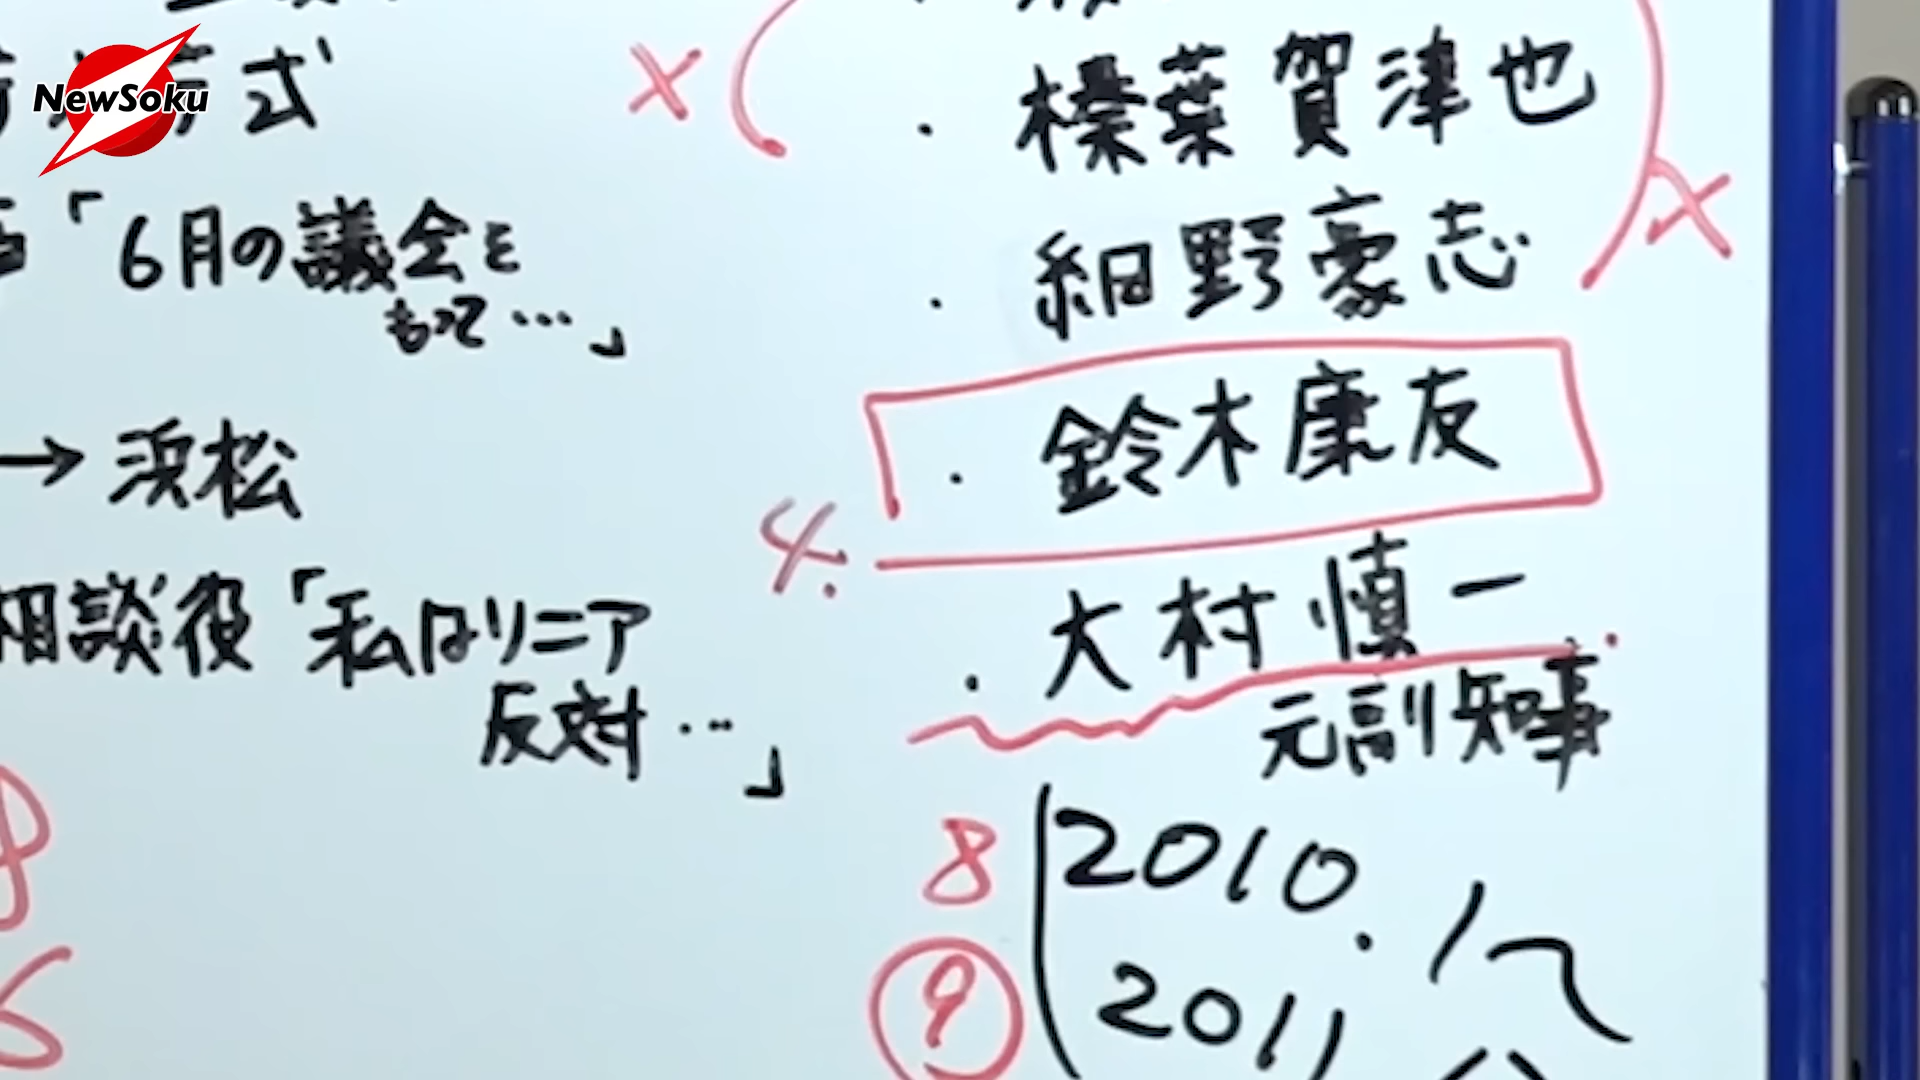 NewSoku
方式
「6月の議会を
もって…」
→浜松
相談役「私はリニア
反対…」
・榛葉賀津也
・細野豪志
・鈴木康友
4.
・大村慎一
元副知事
8 2010.
9 2011